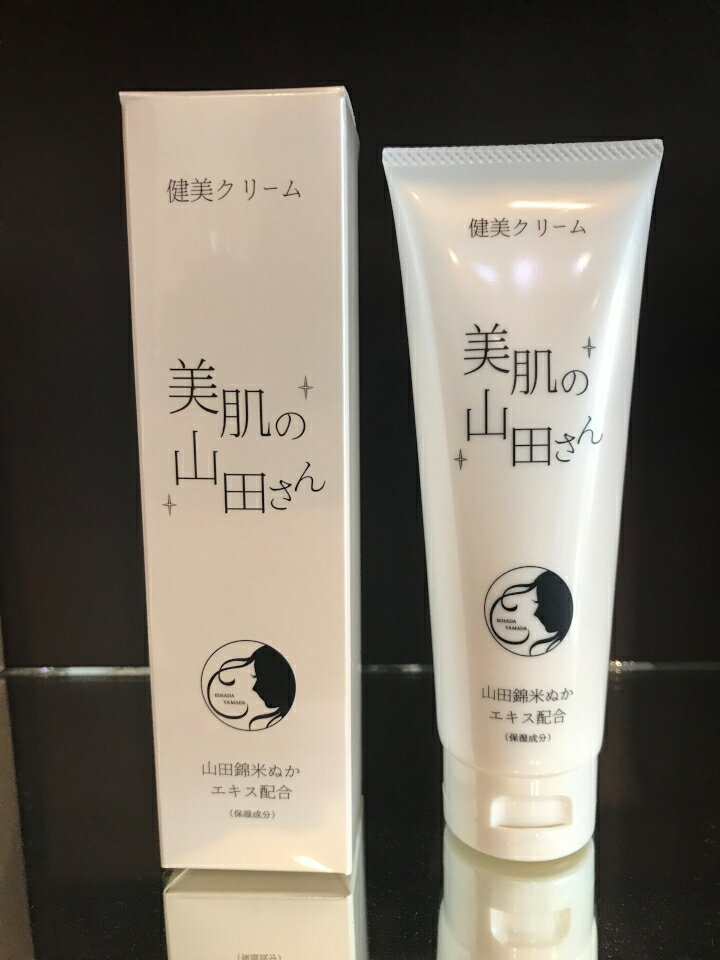 健美クリーム
美肌の
山田さん
BIHADA
YAMADA
山田錦米ぬか
エキス配合
(保湿成分)
健美クリーム
美肌の
山田さん
BIHADA
YAMADA
山田錦米ぬか
エキス配合
(保湿成分)